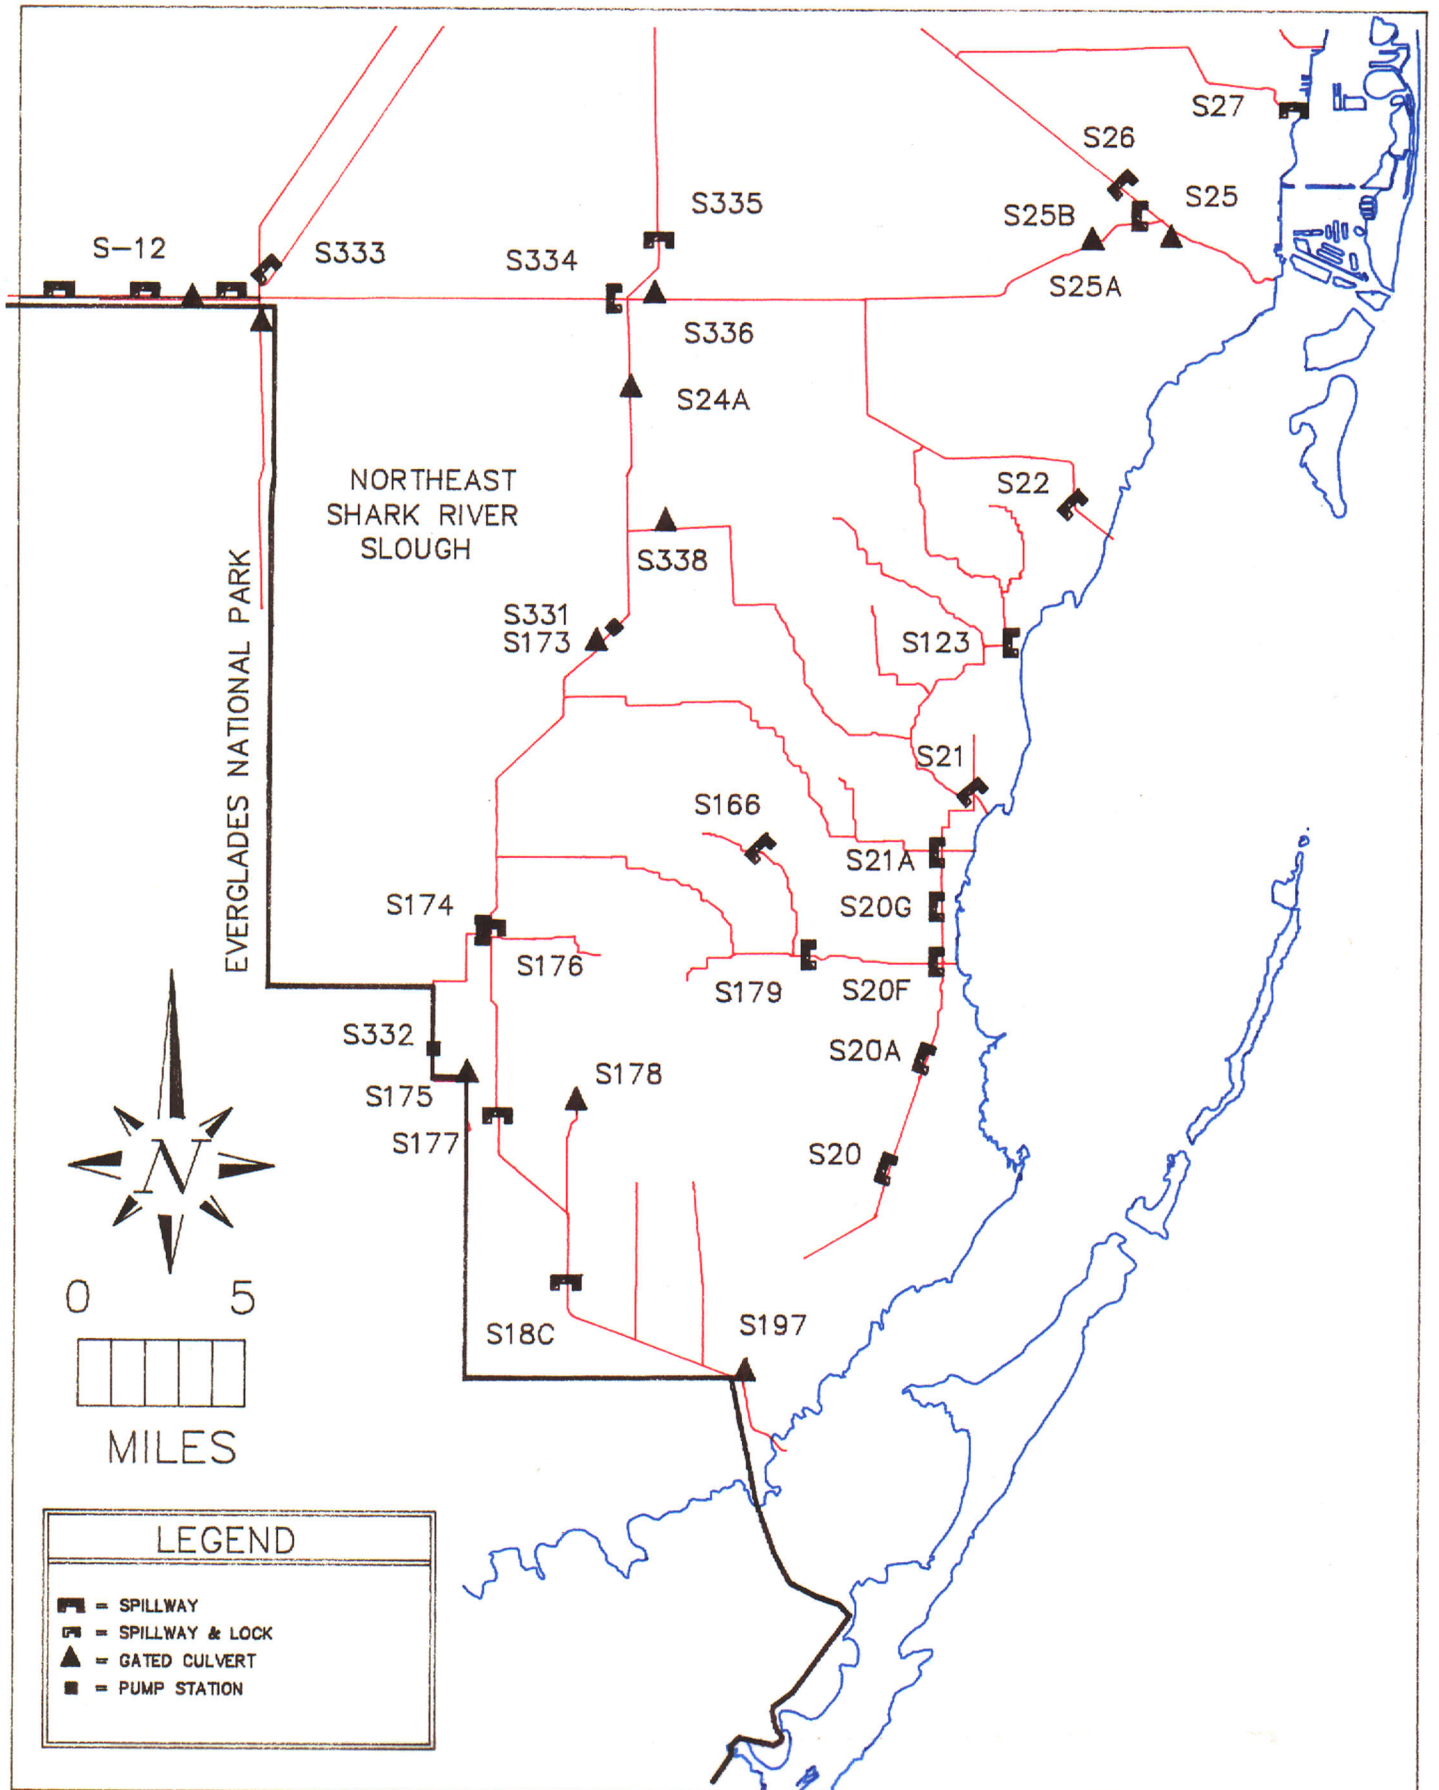 S27
S26
S335
S25
S25B
S-12
S333
S334
S25A
S336
S24A
NORTHEAST
SHARK RIVER
SLOUGH
S22
S338
EVERGLADES NATIONAL PARK
S331
S173
S123
S21
S166
S21A
S174
S20G
S176
S179
S20F
S332
S20A
S178
S175
S177
S20
N
0 5
S18C
S197
MILES
LEGEND
= SPILLWAY
= SPILLWAY & LOCK
= GATED CULVERT
= PUMP STATION